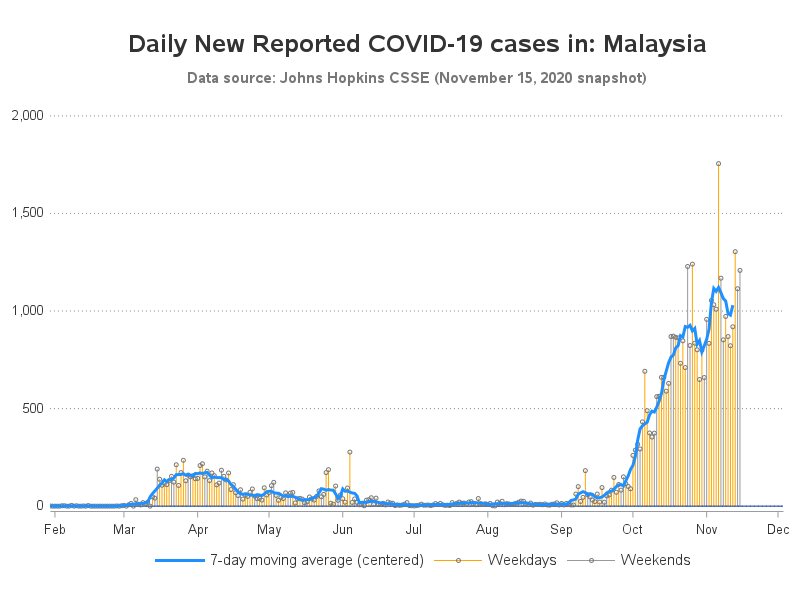 Daily New Reported COVID-19 cases in: Malaysia
Data source: Johns Hopkins CSSE (November 15, 2020 snapshot)
2,000
1,500
1,000
500
0
Feb Mar Apr May Jun Jul Aug Sep Oct Nov Dec
7-day moving average (centered) Weekdays Weekends